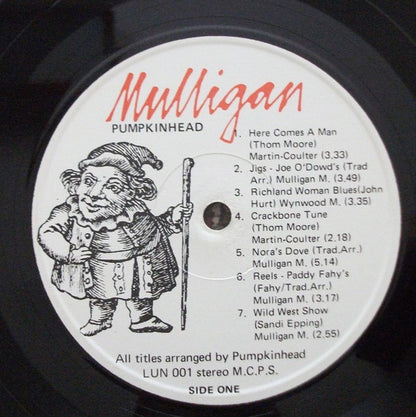 Mulligan
PUMPKINHEAD
1. Here Comes A Man
(Thom Moore)
Martin-Coulter (3.33)
2. Jigs - Joe O'Dowd's (Trad
Arr,) Mulligan M. (3.49)
3. Richland Woman Blues(John
Hurt) Wynwood M. (3.35)
4. Crackbone Tune
(Thom Moore)
Martin-Coulter (2.18)
5. Nora's Dove (Trad.Arr.)
Mulligan M. (5.14)
6. Reels - Paddy Fahy's
(Fahy/Trad.Arr.)
Mulligan M. (3.17)
7. Wild West Show
(Sandi Epping)
Mulligan M. (2.55)
All titles arranged by Pumpkinhead
LUN 001 stereo M.C.P.S.
SIDE ONE